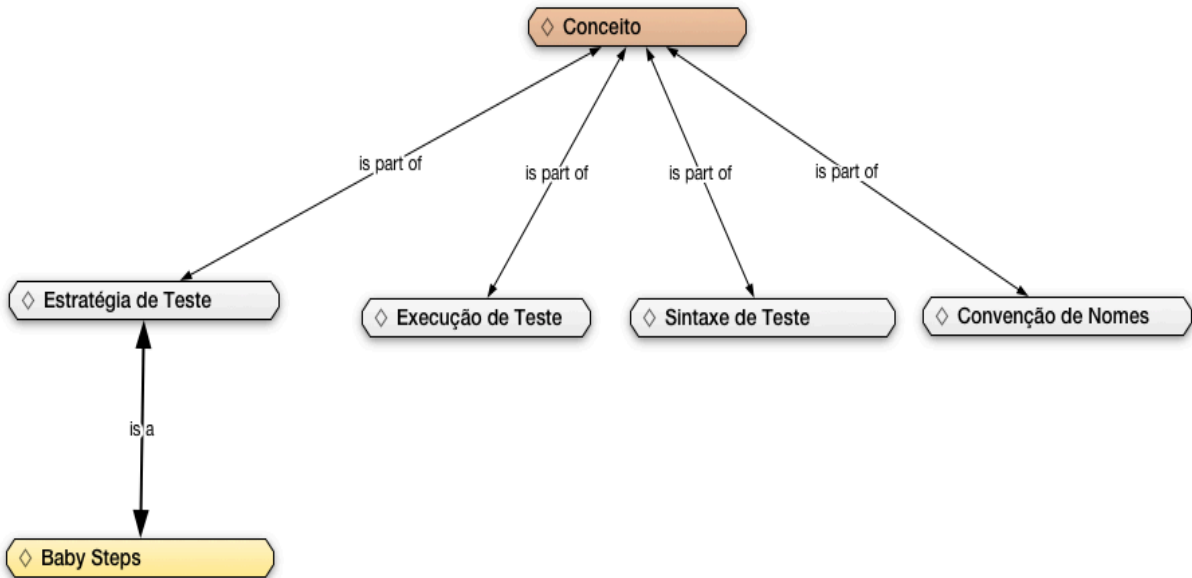 Conceito
is part of
is part of
is part of
is part of
Estratégia de Teste
Execução de Teste
Sintaxe de Teste
Convenção de Nomes
is a
Baby Steps